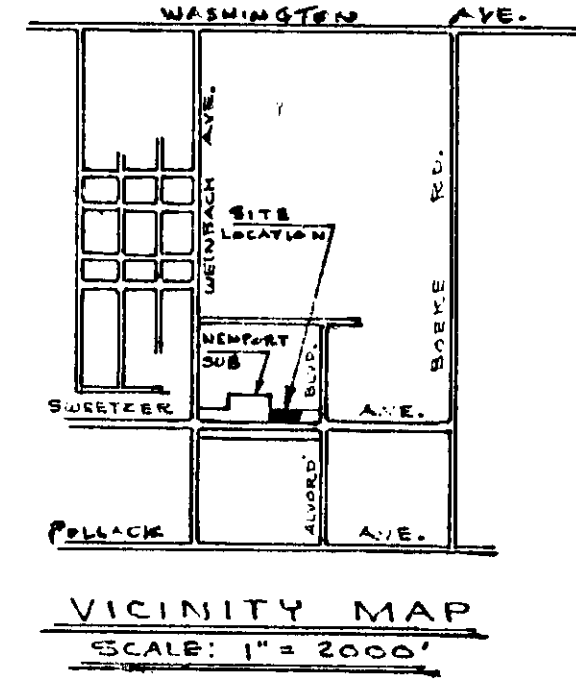 WASHINGTON AVE.
WEINBACH AVE.
BOEKE RD.
SITE
LOCATION
NEWPORT
SUB
BLVD.
ALVORD
SWEETZER AVE.
POLLACK AVE.
VICINITY MAP
SCALE: 1" = 2000'